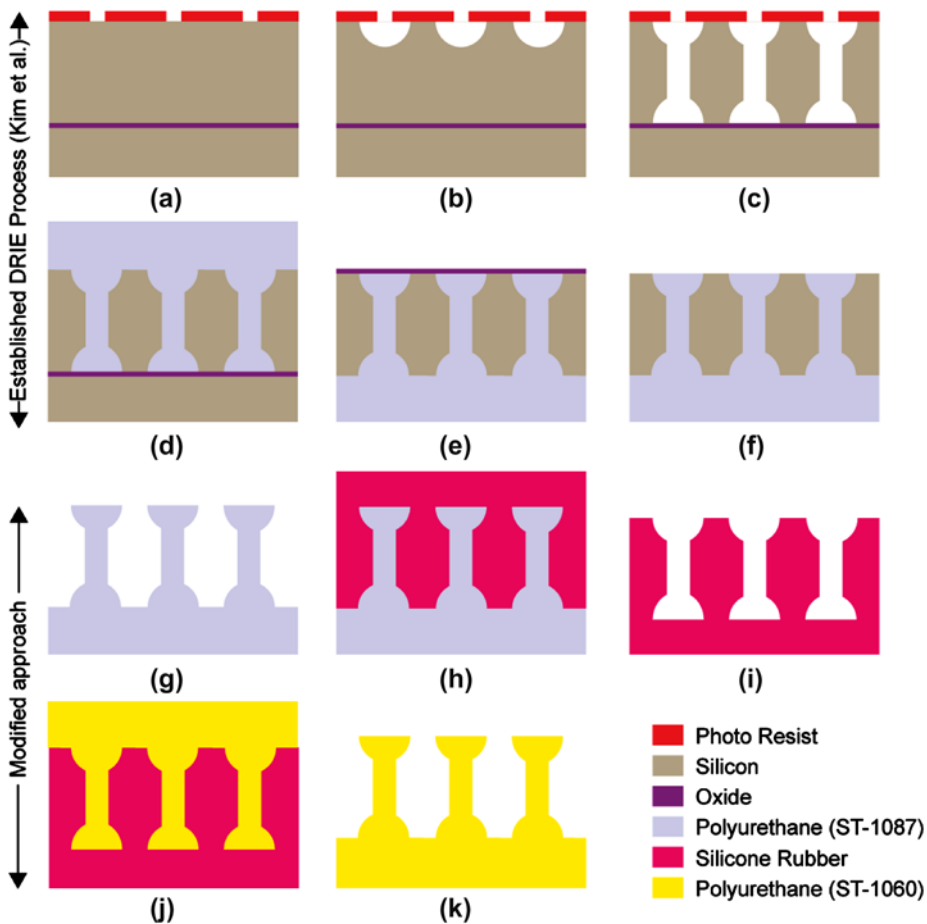 Established DRIE Process (Kim et al.)
(a)
(b)
(c)
(d)
(e)
(f)
Modified approach
(g)
(h)
(i)
(j)
(k)
Photo Resist
Silicon
Oxide
Polyurethane (ST-1087)
Silicone Rubber
Polyurethane (ST-1060)